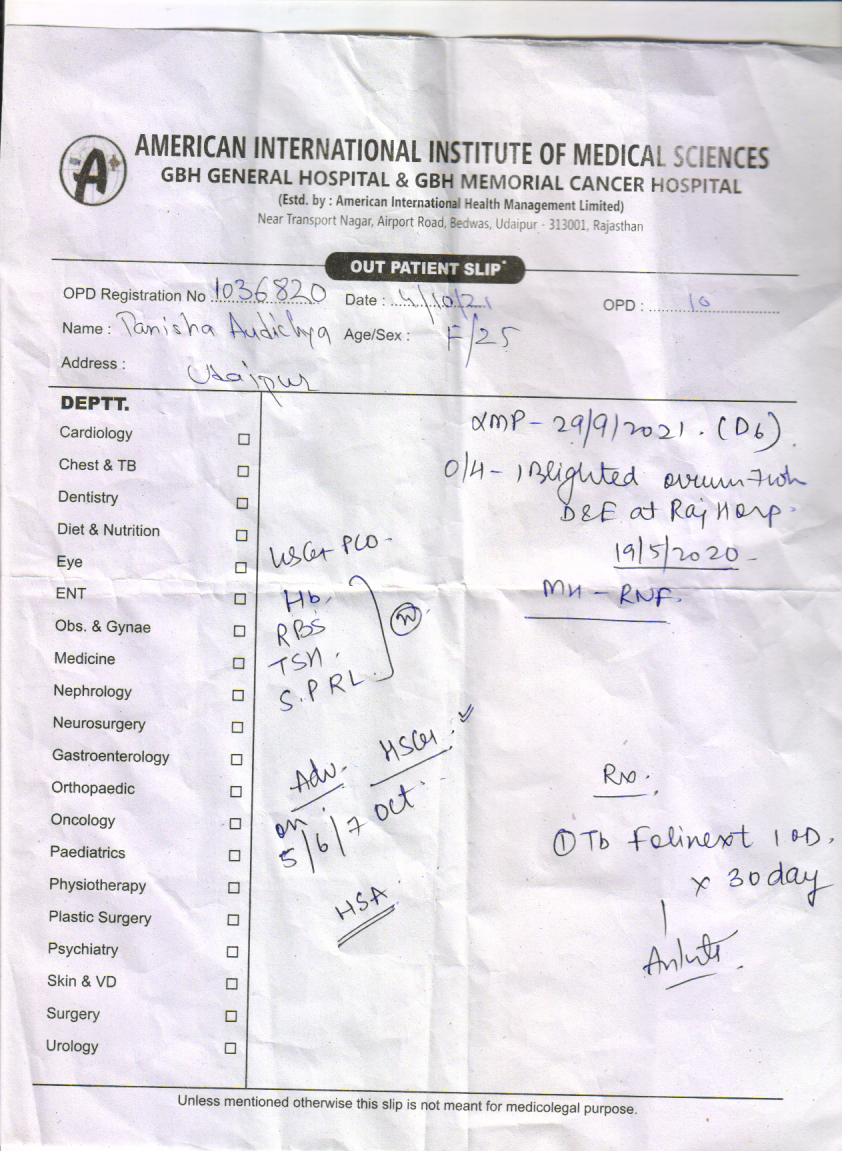 AMERICAN INTERNATIONAL INSTITUTE OF MEDICAL SCIENCES
GBH GENERAL HOSPITAL & GBH MEMORIAL CANCER HOSPITAL
(Estd. by : American International Health Management Limited)
Near Transport Nagar, Airport Road, Bedwas, Udaipur - 313001, Rajasthan
OUT PATIENT SLIP
OPD Registration No 1036820 Date : 4/10/21 OPD : 10
Name : Tanisha Audichya Age/Sex : F/25
Address : Udaipur
DEPTT.
Cardiology
Chest & TB
Dentistry
Diet & Nutrition
Eye
ENT
Obs. & Gynae
Medicine
Nephrology
Neurosurgery
Gastroenterology
Orthopaedic
Oncology
Paediatrics
Physiotherapy
Plastic Surgery
Psychiatry
Skin & VD
Surgery
Urology
LMP - 29/9/2021. (D6)
O/H - 1 Blighted ovum
D&E at Raj Hosp.
19/5/2020
MH - RNF.
USG PCO
Hb.
RBS
TSH.
S. PRL.
N
Adv. HSG
on
5/6/7 Oct
HSA
Rx.
① Tb Folinext 1 OD.
x 30 day
Unless mentioned otherwise this slip is not meant for medicolegal purpose.